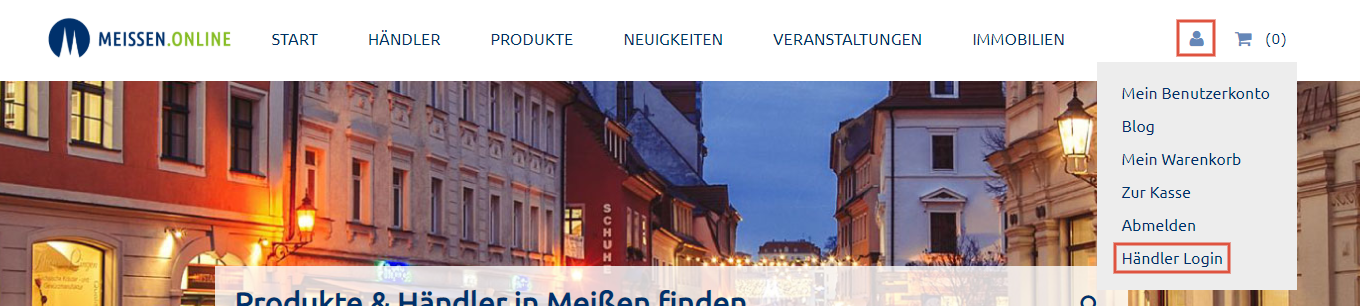 MEISSEN.ONLINE START HÄNDLER PRODUKTE NEUIGKEITEN VERANSTALTUNGEN IMMOBILIEN (0)
Mein Benutzerkonto
Blog
Mein Warenkorb
Zur Kasse
Abmelden
Händler Login
SCHUHE
Produkte & Händler in Meißen finden